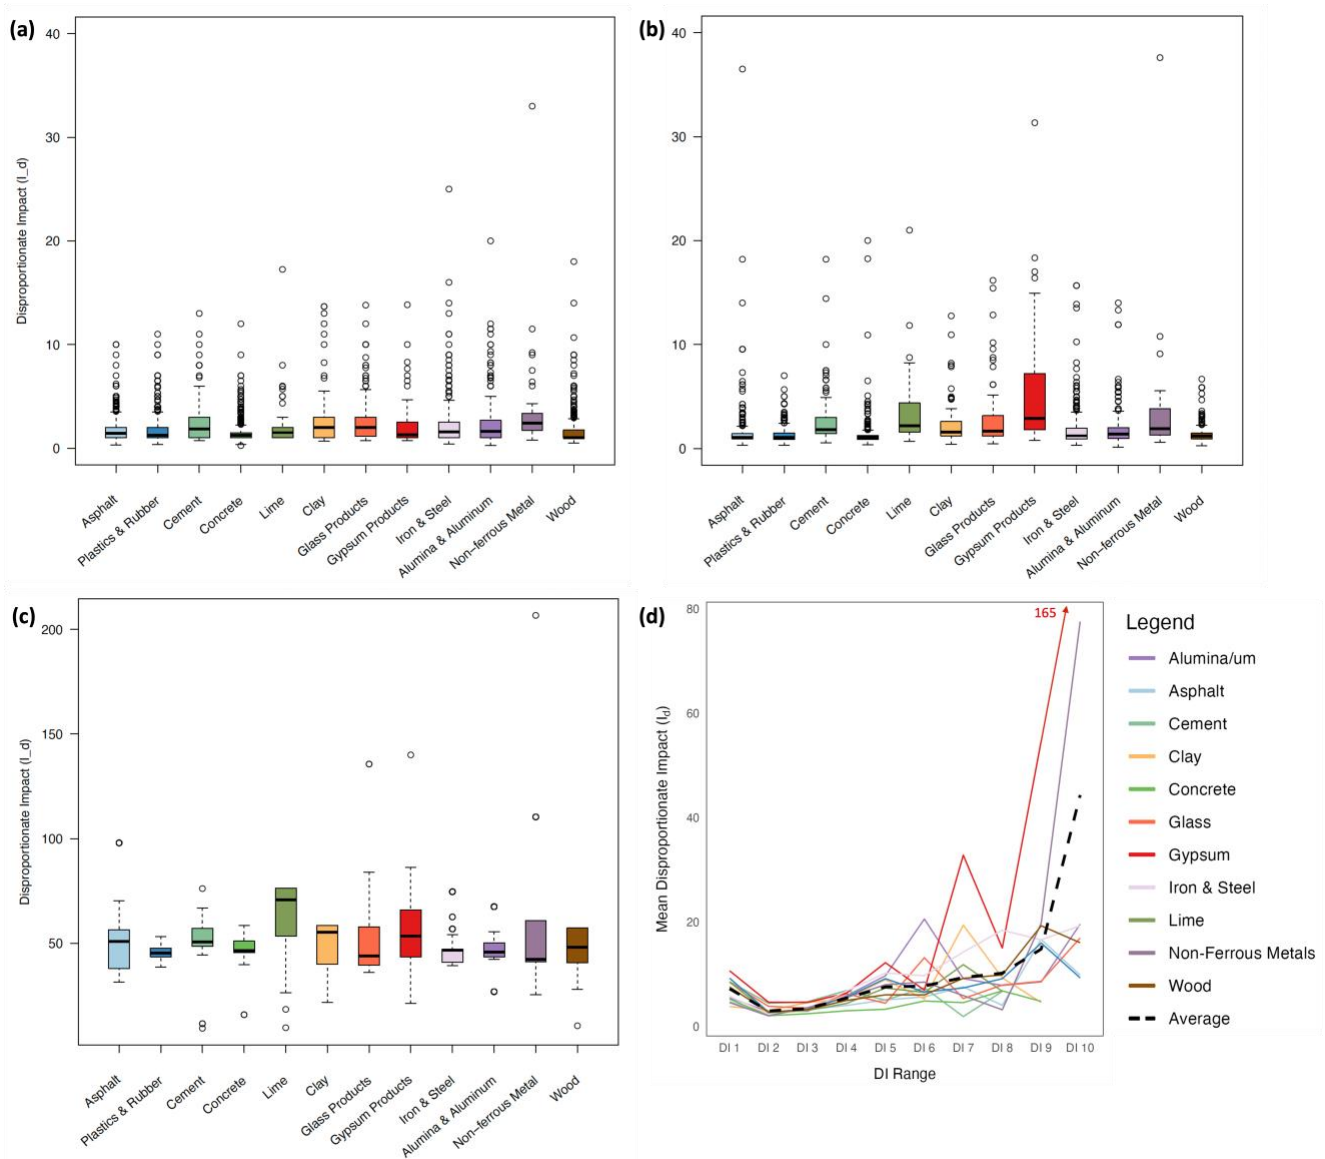 (a)
40
30
20
10
0
Disproportionate Impact (I_d)
Asphalt
Plastics & Rubber
Cement
Concrete
Lime
Clay
Glass Products
Gypsum Products
Iron & Steel
Alumina & Aluminum
Non-ferrous Metal
Wood
(b)
40
30
20
10
0
Asphalt
Plastics & Rubber
Cement
Concrete
Lime
Clay
Glass Products
Gypsum Products
Iron & Steel
Alumina & Aluminum
Non-ferrous Metal
Wood
(c)
200
150
100
50
Disproportionate Impact (I_d)
Asphalt
Plastics & Rubber
Cement
Concrete
Lime
Clay
Glass Products
Gypsum Products
Iron & Steel
Alumina & Aluminum
Non-ferrous Metal
Wood
(d)
80
60
40
20
0
Mean Disproportionate Impact (Id)
165
DI 1 DI 2 DI 3 DI 4 DI 5 DI 6 DI 7 DI 8 DI 9 DI 10
DI Range
Legend
Alumina/um
Asphalt
Cement
Clay
Concrete
Glass
Gypsum
Iron & Steel
Lime
Non-Ferrous Metals
Wood
Average